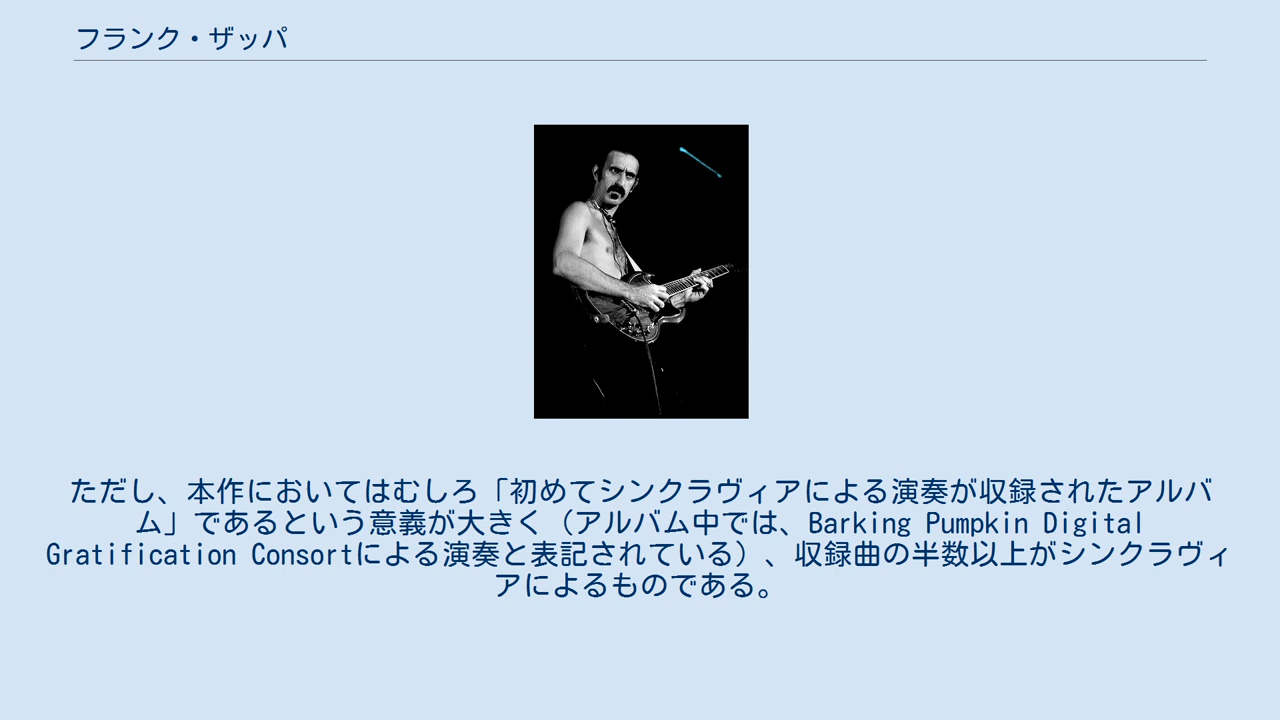 フランク・ザッパ
ただし、本作においてはむしろ「初めてシンクラヴィアによる演奏が収録されたアルバ
ム」であるという意義が大きく（アルバム中では、Barking Pumpkin Digital
Gratification Consortによる演奏と表記されている）、収録曲の半数以上がシンクラヴィ
アによるものである。